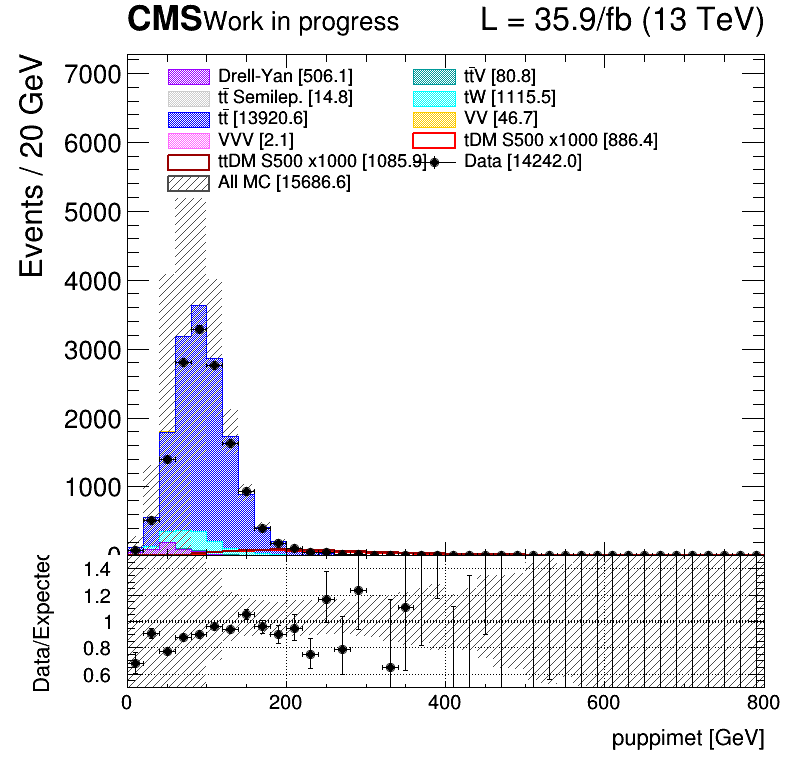 CMS Work in progress L = 35.9/fb (13 TeV)
Events / 20 GeV
7000
6000
5000
4000
3000
2000
1000
0
Drell-Yan [506.1] tt̄V [80.8]
tt̄ Semilep. [14.8] tW [1115.5]
tt̄ [13920.6] VV [46.7]
VVV [2.1] tDM S500 x1000 [886.4]
ttDM S500 x1000 [1085.9] Data [14242.0]
All MC [15686.6]
Data/Expected
1.4
1.2
1
0.8
0.6
0 200 400 600 800
puppimet [GeV]